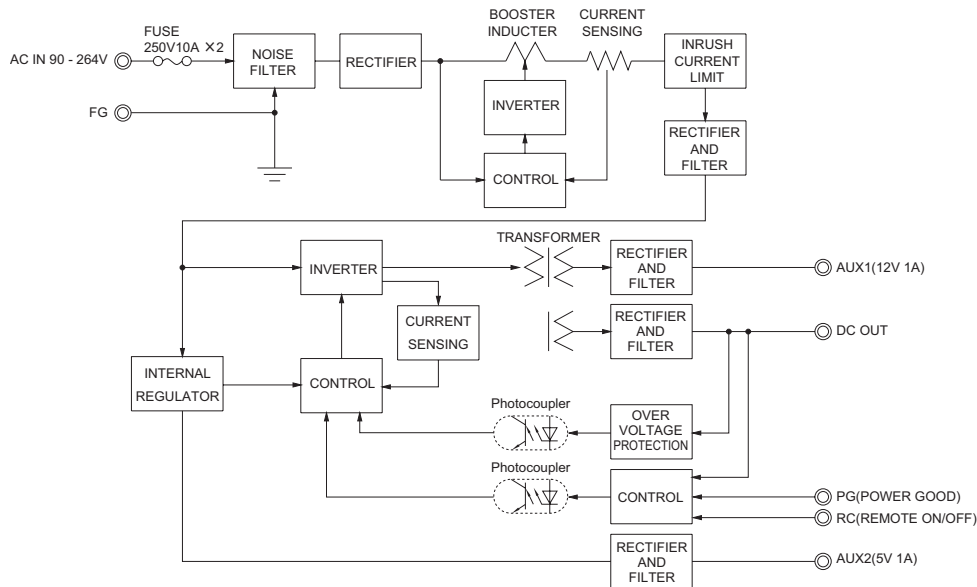 BOOSTER
INDUCTER
CURRENT
SENSING
FUSE
250V10A ×2
AC IN 90 - 264V
NOISE
FILTER
RECTIFIER
INRUSH
CURRENT
LIMIT
INVERTER
FG
RECTIFIER
AND
FILTER
CONTROL
TRANSFORMER
INVERTER
RECTIFIER
AND
FILTER
AUX1(12V 1A)
CURRENT
SENSING
RECTIFIER
AND
FILTER
DC OUT
INTERNAL
REGULATOR
CONTROL
Photocoupler
OVER
VOLTAGE
PROTECTION
Photocoupler
CONTROL
PG(POWER GOOD)
RC(REMOTE ON/OFF)
RECTIFIER
AND
FILTER
AUX2(5V 1A)